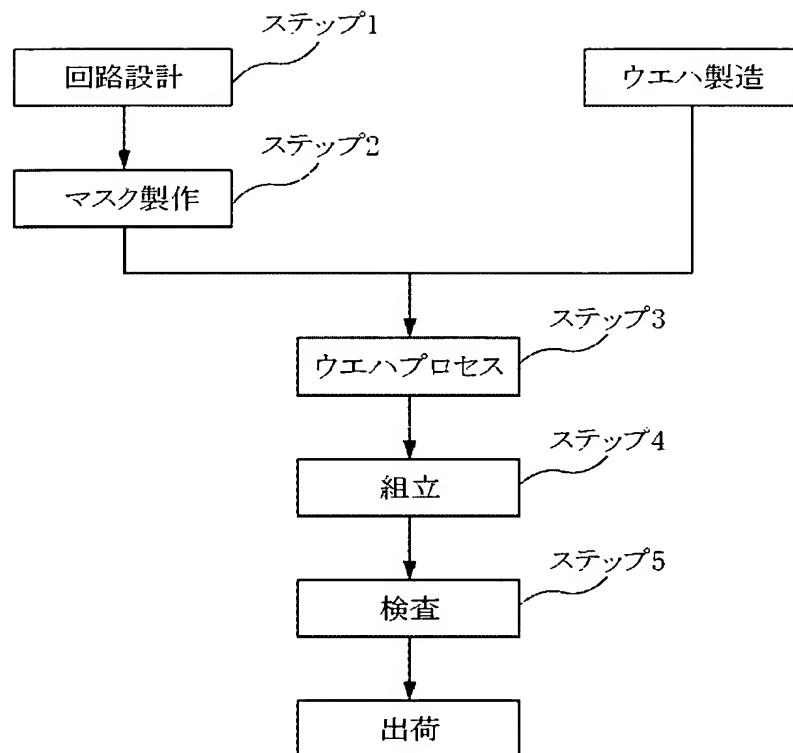 ステップ1
回路設計
ウエハ製造
ステップ2
マスク製作
ステップ3
ウエハプロセス
ステップ4
組立
ステップ5
検査
出荷